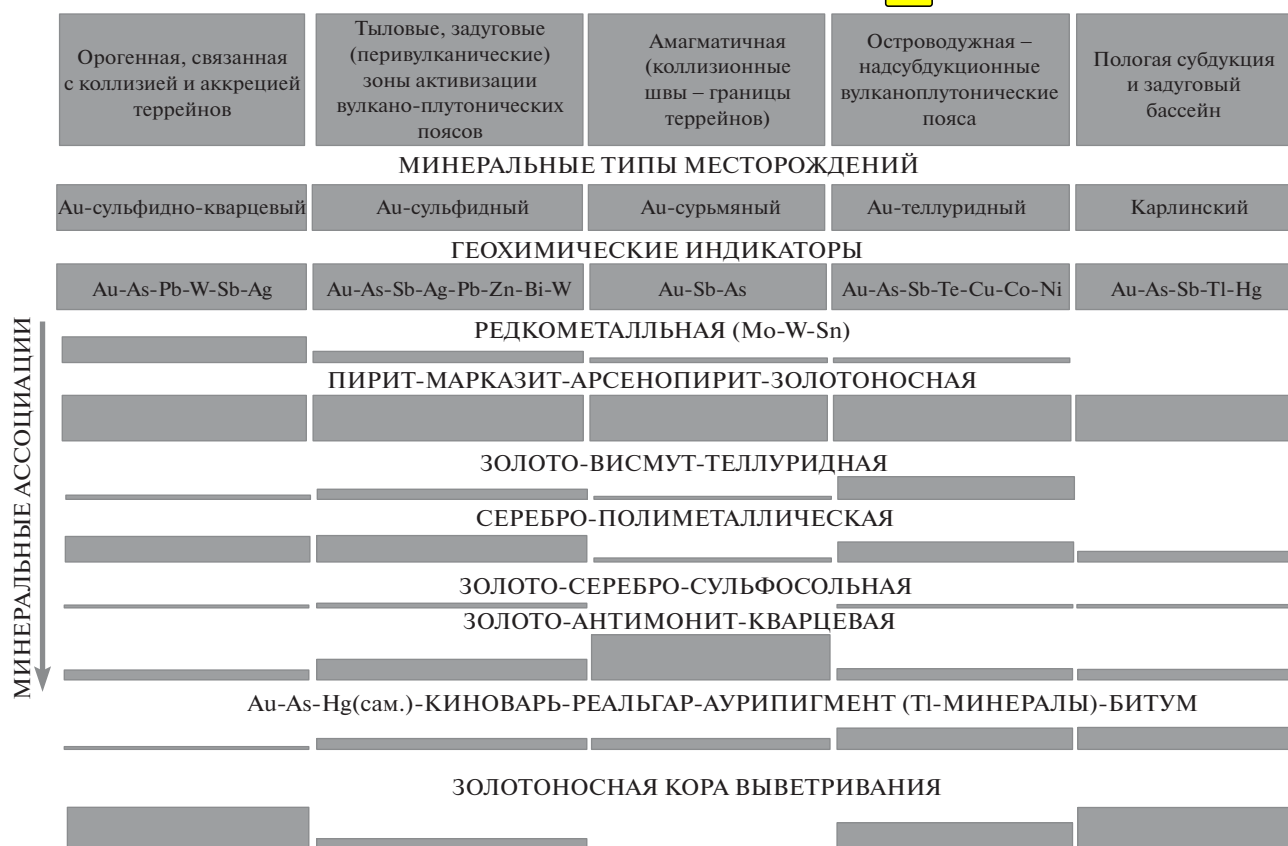 Орогенная, связанная
с коллизией и аккрецией
террейнов
Тыловые, задуговые
(перивулканические)
зоны активизации
вулкано-плутонических
поясов
Амагматичная
(коллизионные
швы – границы
террейнов)
Островодужная –
надсубдукционные
вулканоплутонические
пояса
Пологая субдукция
и задуговый
бассейн
МИНЕРАЛЬНЫЕ ТИПЫ МЕСТОРОЖДЕНИЙ
Au-сульфидно-кварцевый
Au-сульфидный
Au-сурьмяный
Au-теллуридный
Карлинский
ГЕОХИМИЧЕСКИЕ ИНДИКАТОРЫ
Au-As-Pb-W-Sb-Ag
Au-As-Sb-Ag-Pb-Zn-Bi-W
Au-Sb-As
Au-As-Sb-Te-Cu-Co-Ni
Au-As-Sb-Tl-Hg
МИНЕРАЛЬНЫЕ АССОЦИАЦИИ
РЕДКОМЕТАЛЛЬНАЯ (Mo-W-Sn)
ПИРИТ-МАРКАЗИТ-АРСЕНОПИРИТ-ЗОЛОТОНОСНАЯ
ЗОЛОТО-ВИСМУТ-ТЕЛЛУРИДНАЯ
СЕРЕБРО-ПОЛИМЕТАЛЛИЧЕСКАЯ
ЗОЛОТО-СЕРЕБРО-СУЛЬФОСОЛЬНАЯ
ЗОЛОТО-АНТИМОНИТ-КВАРЦЕВАЯ
Au-As-Hg(сам.)-КИНОВАРЬ-РЕАЛЬГАР-АУРИПИГМЕНТ (Tl-МИНЕРАЛЫ)-БИТУМ
ЗОЛОТОНОСНАЯ КОРА ВЫВЕТРИВАНИЯ